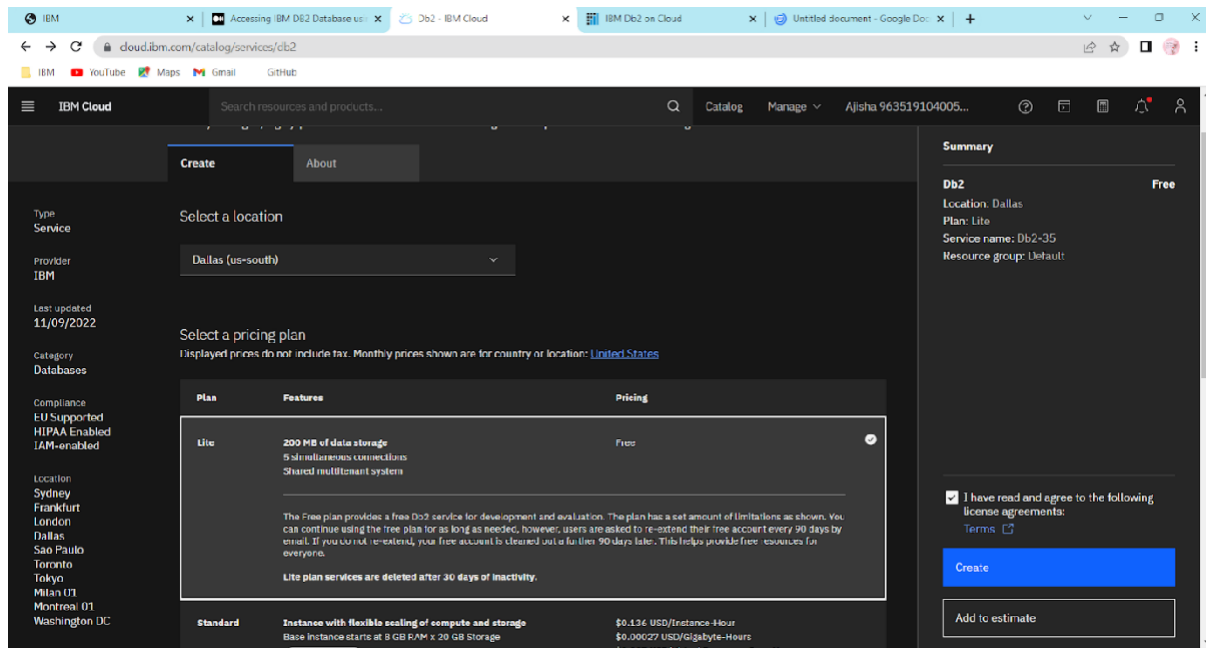 IBM
Accessing IBM DB2 Database us
Db2 - IBM Cloud
IBM Db2 on Cloud
Untitled document - Google Doc
cloud.ibm.com/catalog/services/db2
IBM
YouTube
Maps
Gmail
GitHub
IBM Cloud
Search resources and products...
Catalog
Manage
Ajisha 963519104005...
Create
About
Type
Service
Provider
IBM
Last updated
11/09/2022
Category
Databases
Compliance
EU Supported
HIPAA Enabled
IAM-enabled
Location
Sydney
Frankfurt
London
Dallas
Sao Paulo
Toronto
Tokyo
Milan 01
Montreal 01
Washington DC
Select a location
Dallas (us-south)
Select a pricing plan
Displayed prices do not include tax. Monthly prices shown are for country or location: United States
Plan Features Pricing
Lite 200 MB of data storage Free
5 simultaneous connections
Shared multitenant system
The Free plan provides a free Db2 service for development and evaluation. The plan has a set amount of limitations as shown. You
can continue using the free plan for as long as needed, however, users are asked to re-extend their free account every 90 days by
email. If you do not re-extend, your free account is cleaned out a further 90 days later. This helps provide free resources for
everyone.
Lite plan services are deleted after 30 days of inactivity.
Standard Instance with flexible scaling of compute and storage $0.136 USD/Instance-Hour
Base instance starts at 8 GB RAM x 20 GB Storage $0.00027 USD/Gigabyte-Hours
Summary
Db2 Free
Location: Dallas
Plan: Lite
Service name: Db2-35
Resource group: Default
I have read and agree to the following
license agreements:
Terms
Create
Add to estimate